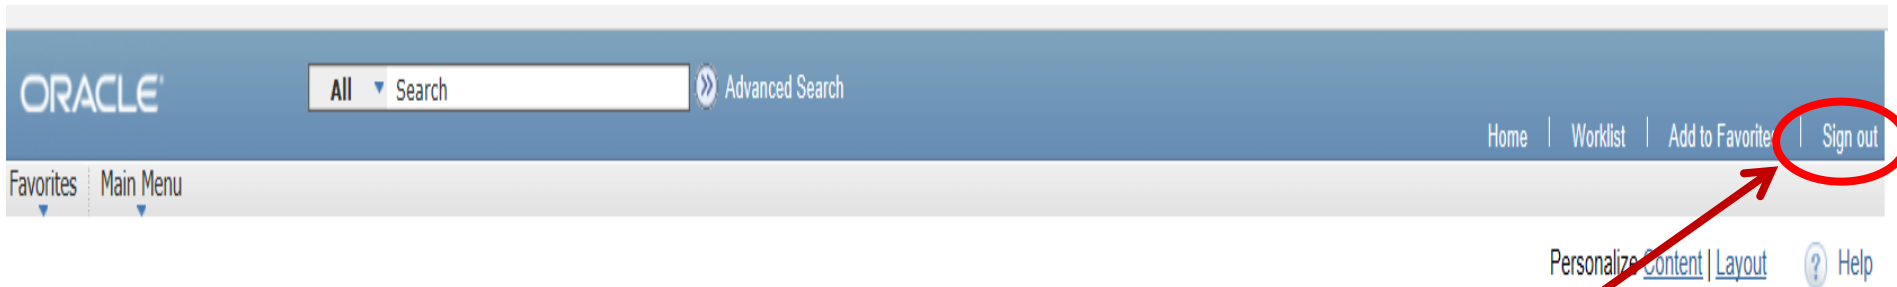 ORACLE
All Search Advanced Search
Home Worklist Add to Favorites Sign out
Favorites Main Menu
Personalize Content | Layout ? Help